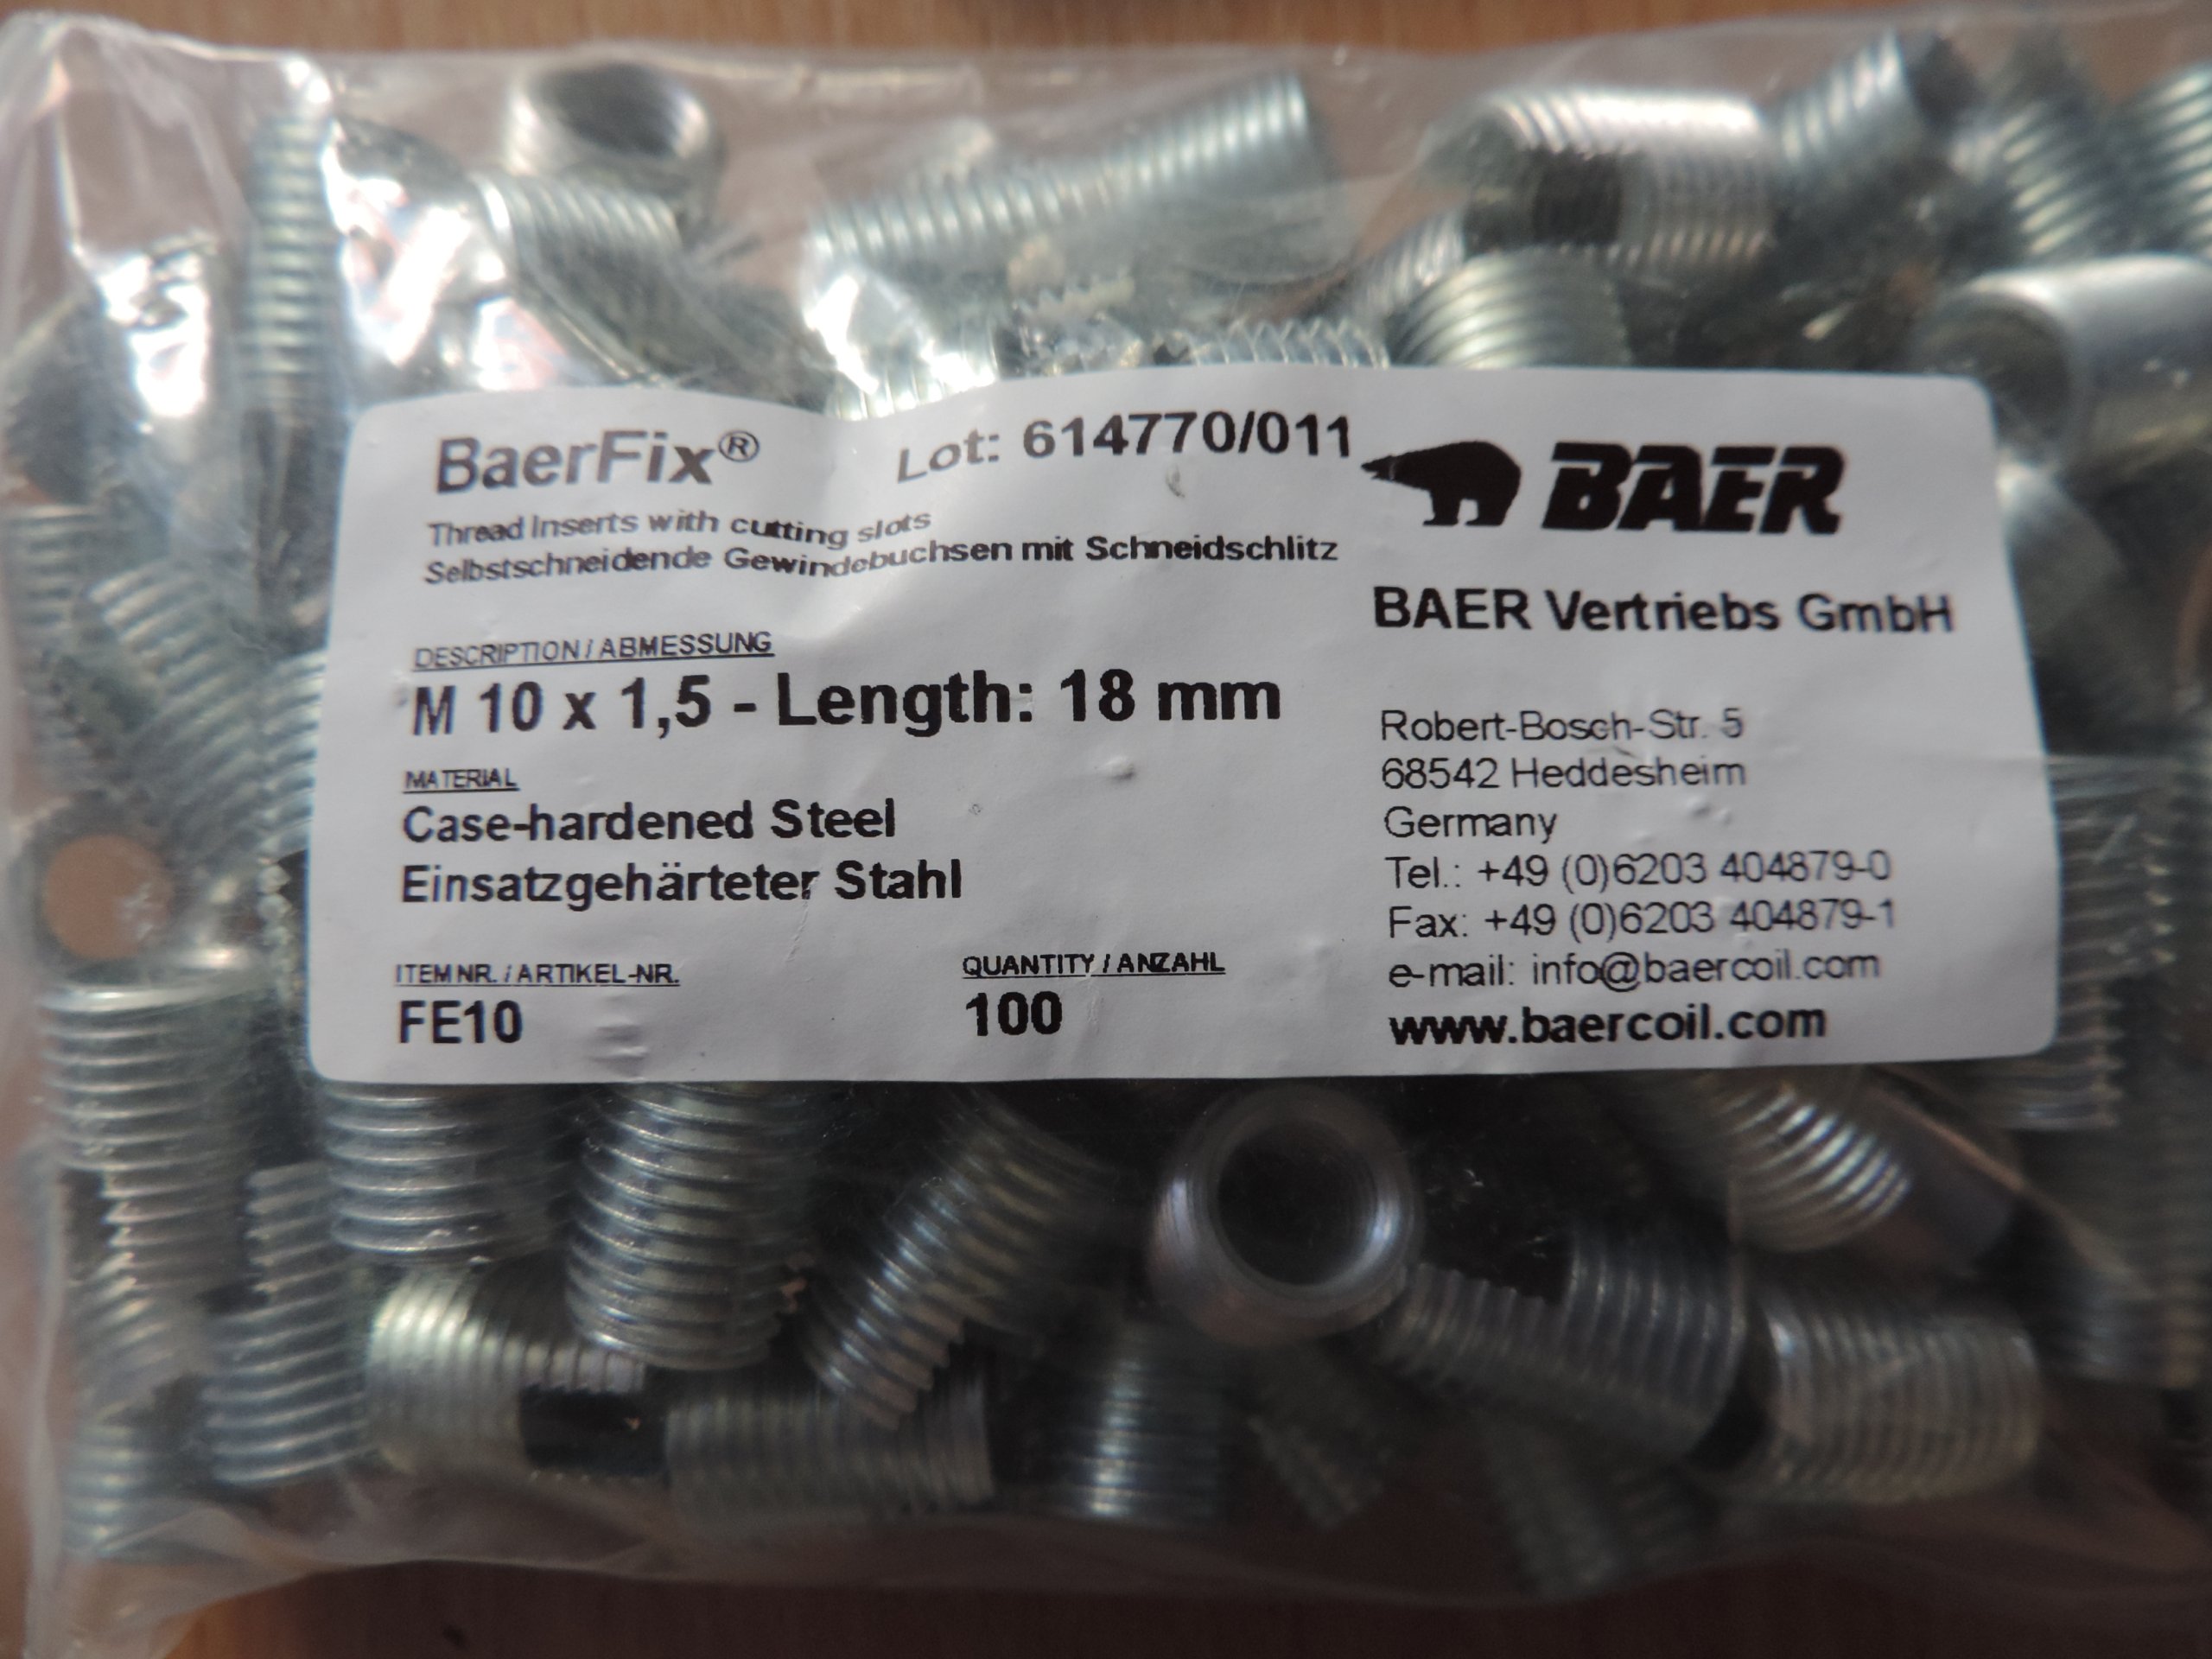 BaerFix®
Lot: 614770/011
Thread Inserts with cutting slots
Selbstschneidende Gewindebuchsen mit Schneidschlitz
DESCRIPTION / ABMESSUNG
M 10 x 1,5 - Length: 18 mm
MATERIAL
Case-hardened Steel
Einsatzgehärteter Stahl
ITEM NR. / ARTIKEL-NR.
FE10
QUANTITY / ANZAHL
100
BAER
BAER Vertriebs GmbH
Robert-Bosch-Str. 5
68542 Heddesheim
Germany
Tel.: +49 (0)6203 404879-0
Fax: +49 (0)6203 404879-1
e-mail: info@baercoil.com
www.baercoil.com